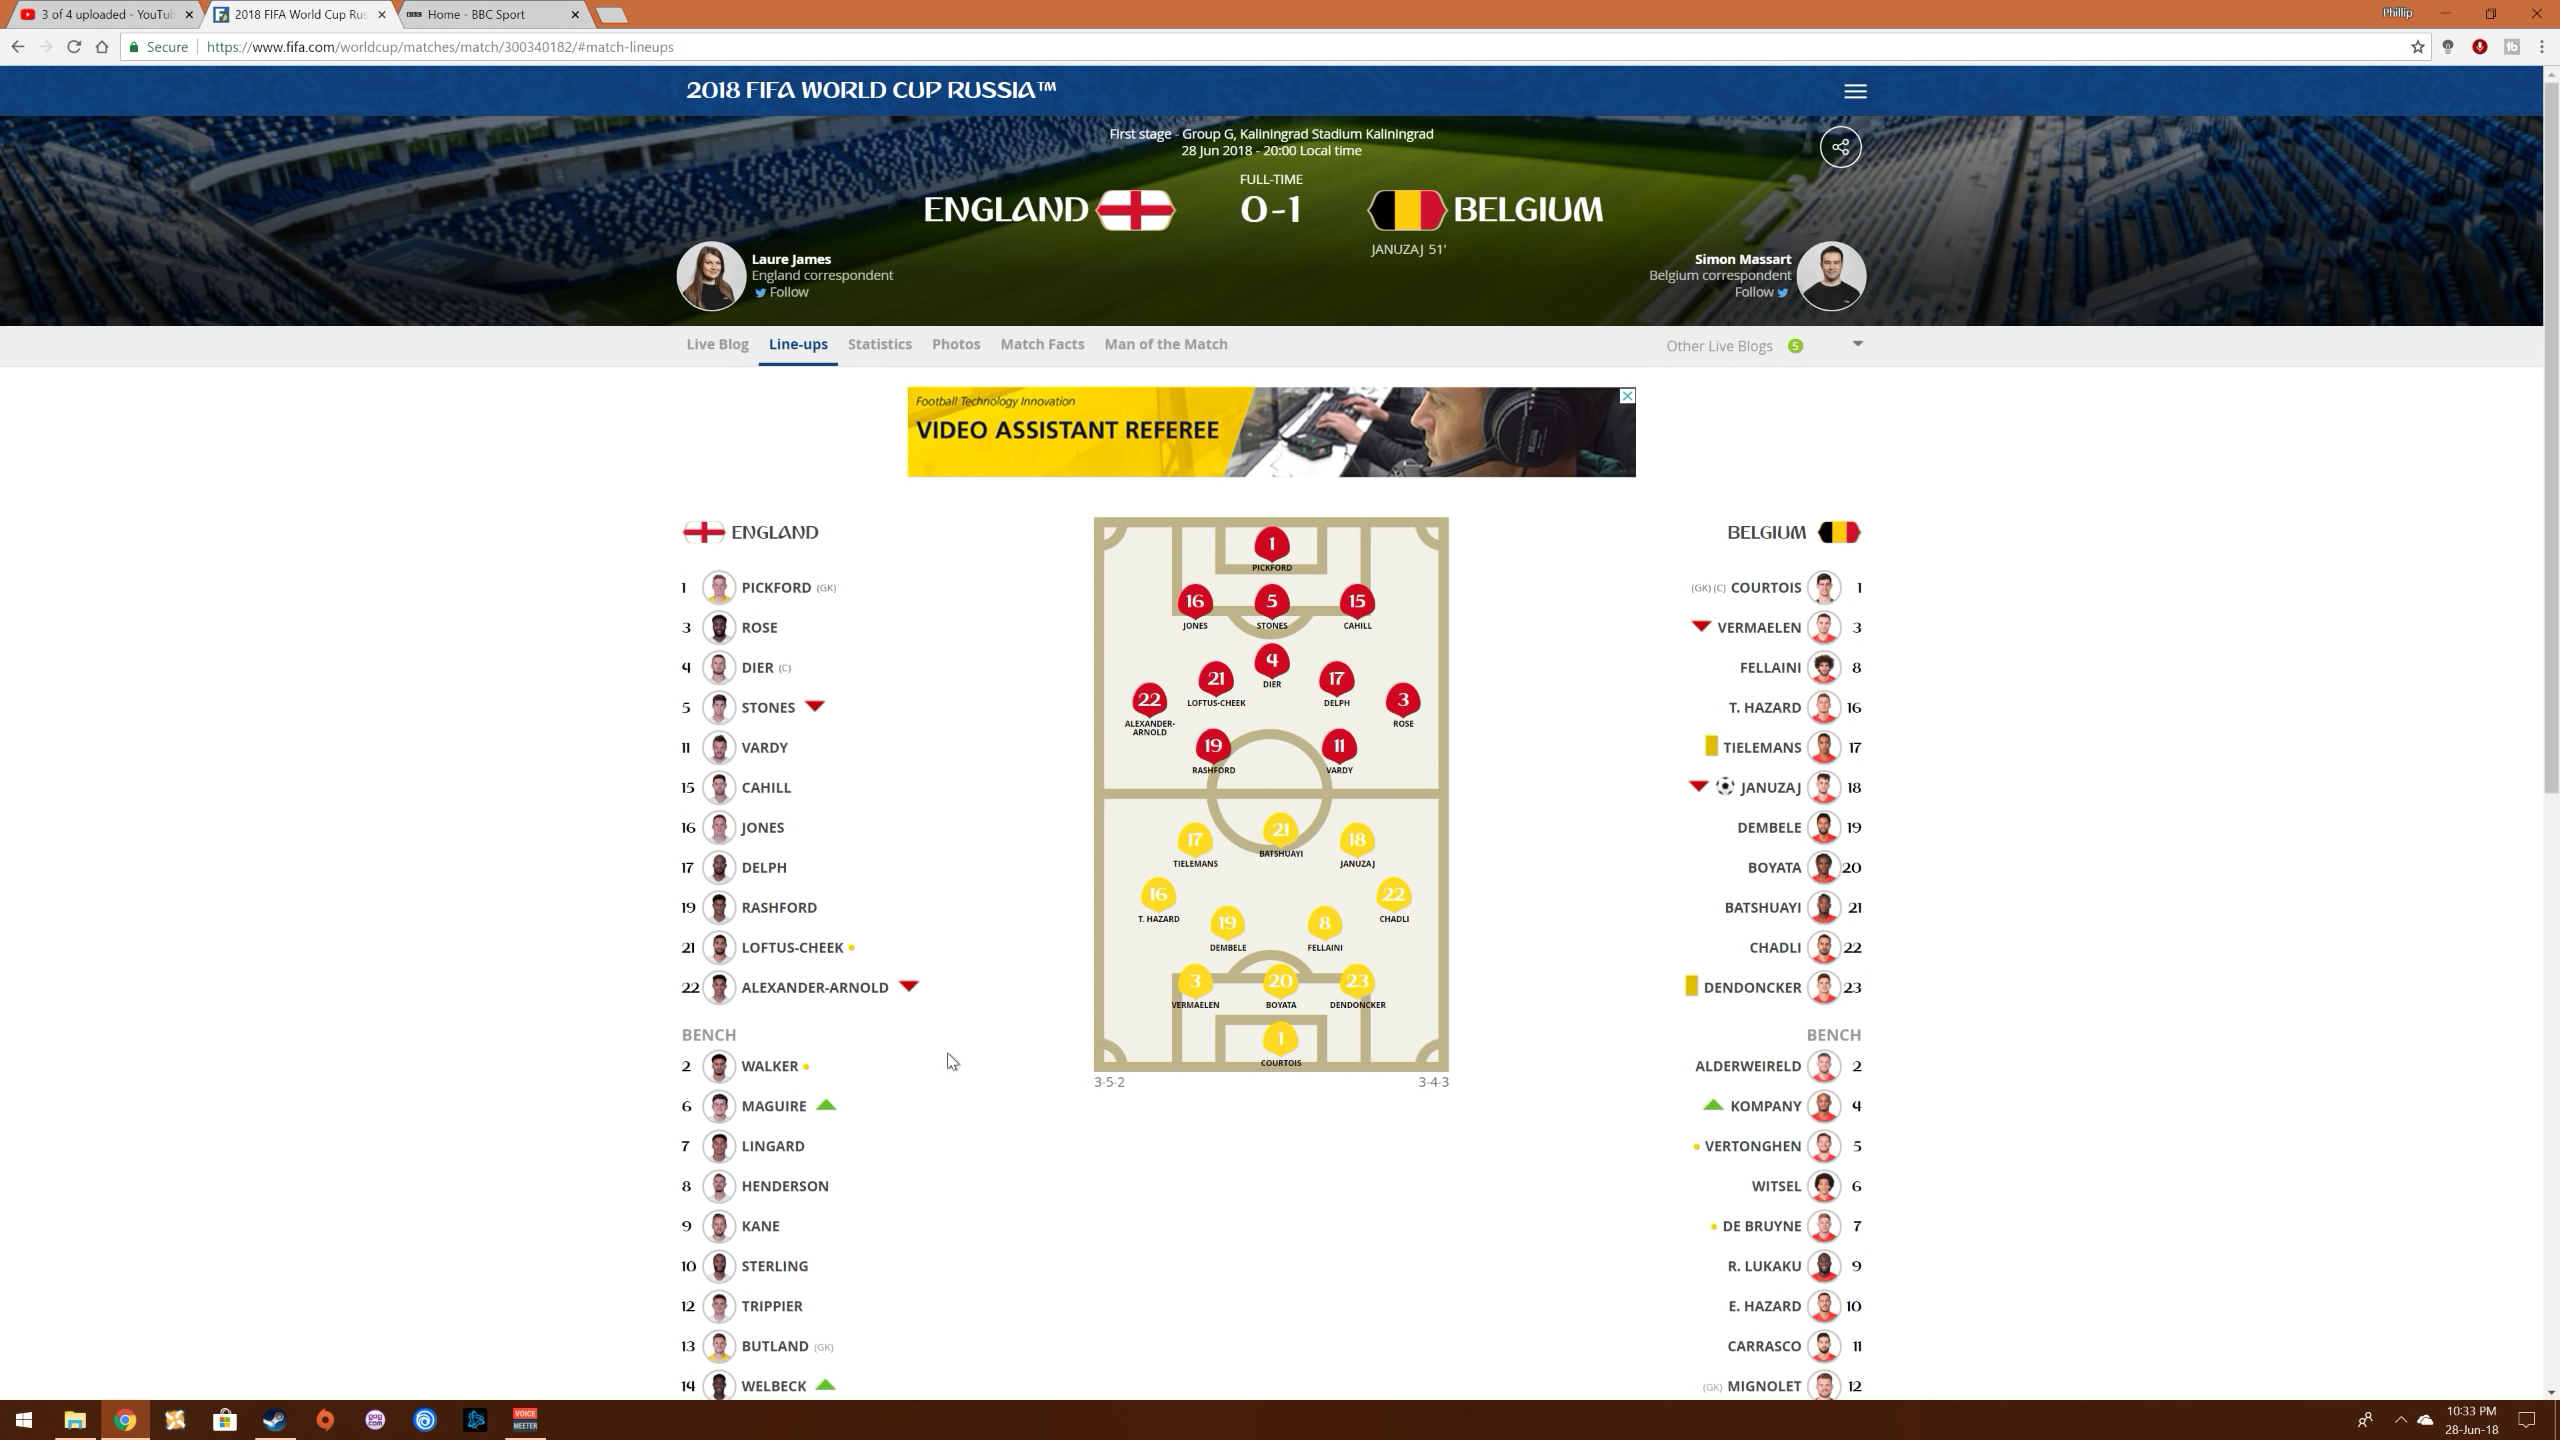 3 of 4 uploaded - YouTub
2018 FIFA World Cup Rus
Home - BBC Sport
Phillip
Secure
https://www.fifa.com/worldcup/matches/match/300340182/#match-lineups
2018 FIFA WORLD CUP RUSSIA™
First stage - Group G, Kaliningrad Stadium Kaliningrad
28 Jun 2018 - 20:00 Local time
FULL-TIME
ENGLAND 0-1 BELGIUM
JANUZAJ 51'
Laure James
England correspondent
Follow
Simon Massart
Belgium correspondent
Follow
Live Blog Line-ups Statistics Photos Match Facts Man of the Match
Other Live Blogs 5
Football Technology Innovation
VIDEO ASSISTANT REFEREE
ENGLAND
1 PICKFORD (GK)
3 ROSE
4 DIER (C)
5 STONES
11 VARDY
15 CAHILL
16 JONES
17 DELPH
19 RASHFORD
21 LOFTUS-CHEEK
22 ALEXANDER-ARNOLD
BENCH
2 WALKER
6 MAGUIRE
7 LINGARD
8 HENDERSON
9 KANE
10 STERLING
12 TRIPPIER
13 BUTLAND (GK)
14 WELBECK
1
PICKFORD
16 5 15
JONES STONES CAHILL
4
DIER
21 17
LOFTUS-CHEEK DELPH
22 3
ALEXANDER-
ARNOLD
ROSE
19 11
RASHFORD VARDY
17 21 18
TIELEMANS BATSHUAYI JANUZAJ
16 22
T. HAZARD CHADLI
19 8
DEMBELE FELLAINI
3 20 23
VERMAELEN BOYATA DENDONCKER
1
COURTOIS
3-5-2 3-4-3
BELGIUM
(GK) (C) COURTOIS 1
VERMAELEN 3
FELLAINI 8
T. HAZARD 16
TIELEMANS 17
JANUZAJ 18
DEMBELE 19
BOYATA 20
BATSHUAYI 21
CHADLI 22
DENDONCKER 23
BENCH
ALDERWEIRELD 2
KOMPANY 4
VERTONGHEN 5
WITSEL 6
DE BRUYNE 7
R. LUKAKU 9
E. HAZARD 10
CARRASCO 11
(GK) MIGNOLET 12
GOG
COM
VOICE
MEETER
10:33 PM
28-Jun-18